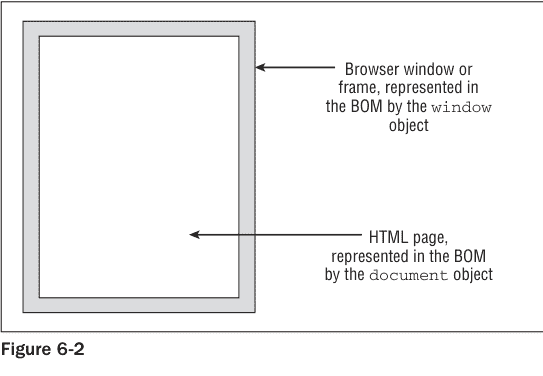 Browser window or
frame, represented in
the BOM by the window
object
HTML page,
represented in the BOM
by the document object
Figure 6-2